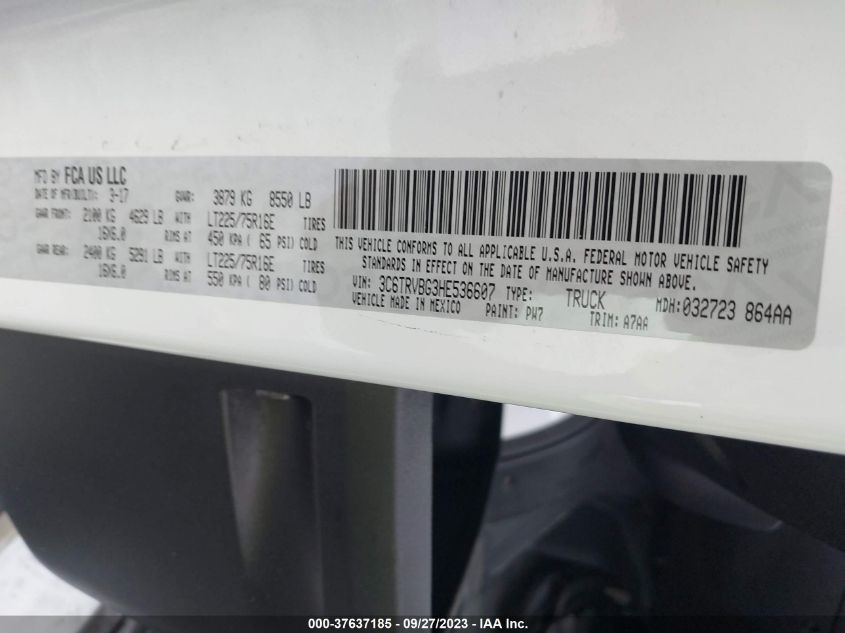 MFD BY FCA US LLC
DATE OF MFR/BUILT: 3-17 GVWR: 3879 KG 8550 LB
GAWR FRONT: 2100 KG 4629 LB WITH LT225/75R16E TIRES
16X6.0 RIMS AT 450 KPA ( 65 PSI) COLD
GAWR REAR: 2400 KG 5291 LB WITH LT225/75R16E TIRES
16X6.0 RIMS AT 550 KPA ( 80 PSI) COLD
THIS VEHICLE CONFORMS TO ALL APPLICABLE U.S.A. FEDERAL MOTOR VEHICLE SAFETY
STANDARDS IN EFFECT ON THE DATE OF MANUFACTURE SHOWN ABOVE.
VIN: 3C6TRVBG3HE536607 TYPE: TRUCK MDH: 032723 864AA
VEHICLE MADE IN MEXICO PAINT: PW7 TRIM: A7AA
000-37637185 - 09/27/2023 - © IAA Inc.